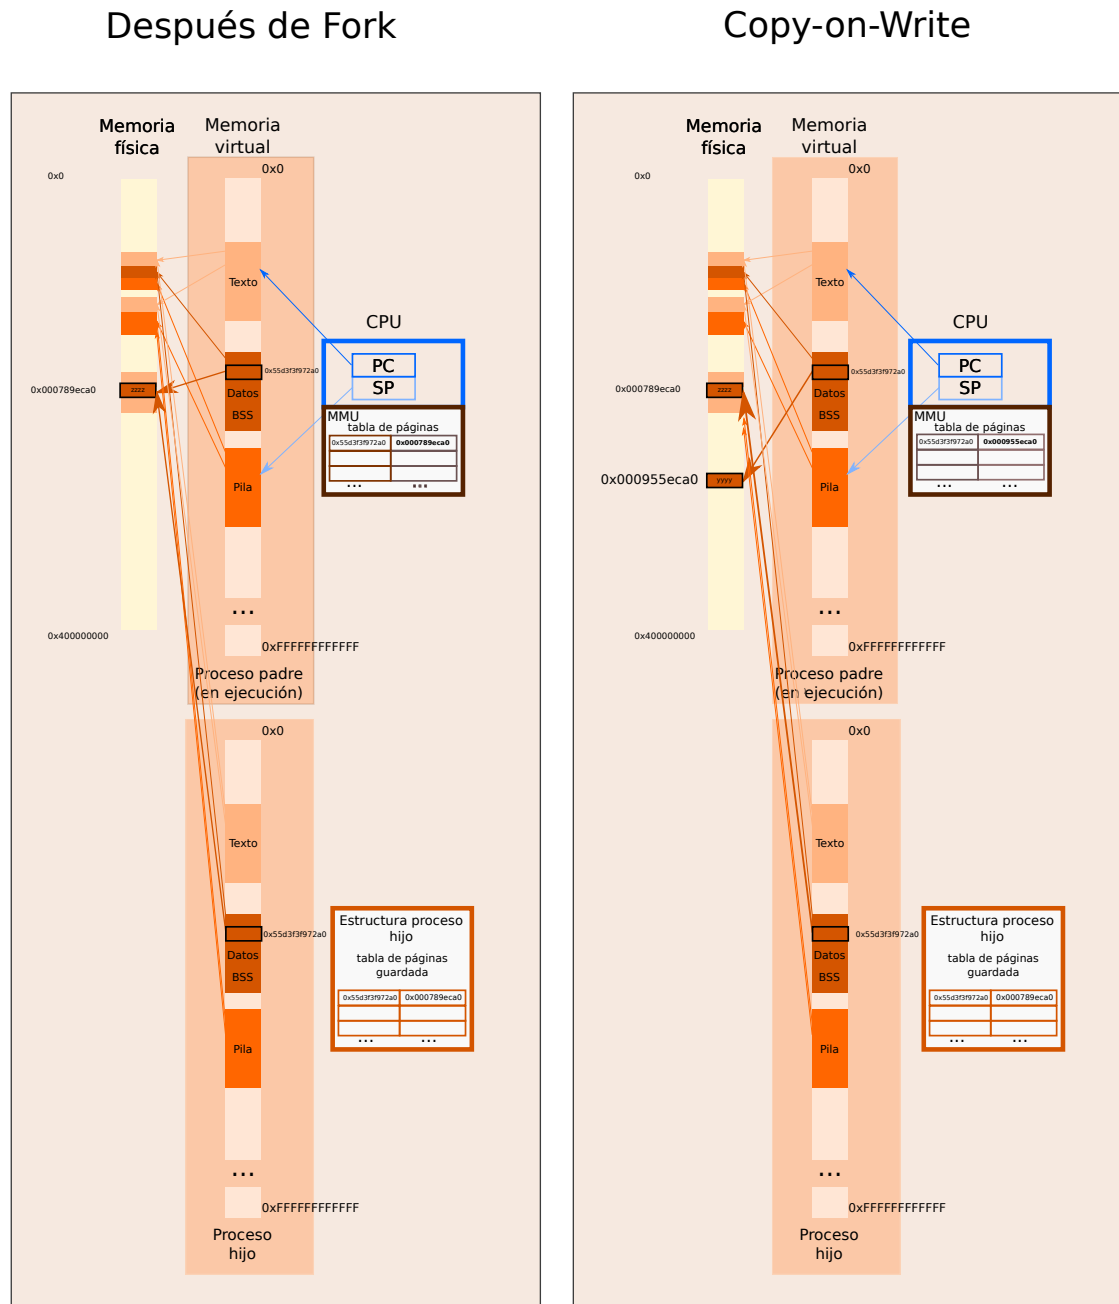 Después de Fork
Memoria
física
Memoria
virtual
0x0
0x0
Texto
CPU
PC
SP
0x55d3f3f972a0
0x000789eca0
zzzz
Datos
BSS
MMU
tabla de páginas
0x55d3f3f972a0 0x000789eca0
... ...
Pila
...
0x400000000
0xFFFFFFFFFFFF
Proceso padre
(en ejecución)
0x0
Texto
0x55d3f3f972a0
Datos
BSS
Estructura proceso
hijo
tabla de páginas
guardada
0x55d3f3f972a0 0x000789eca0
... ...
Pila
...
0xFFFFFFFFFFFF
Proceso
hijo
Copy-on-Write
Memoria
física
Memoria
virtual
0x0
0x0
Texto
CPU
PC
SP
0x55d3f3f972a0
0x000789eca0
zzzz
Datos
BSS
MMU
tabla de páginas
0x55d3f3f972a0 0x000955eca0
... ...
0x000955eca0
yyyy
Pila
...
0x400000000
0xFFFFFFFFFFFF
Proceso padre
(en ejecución)
0x0
Texto
0x55d3f3f972a0
Datos
BSS
Estructura proceso
hijo
tabla de páginas
guardada
0x55d3f3f972a0 0x000789eca0
... ...
Pila
...
0xFFFFFFFFFFFF
Proceso
hijo